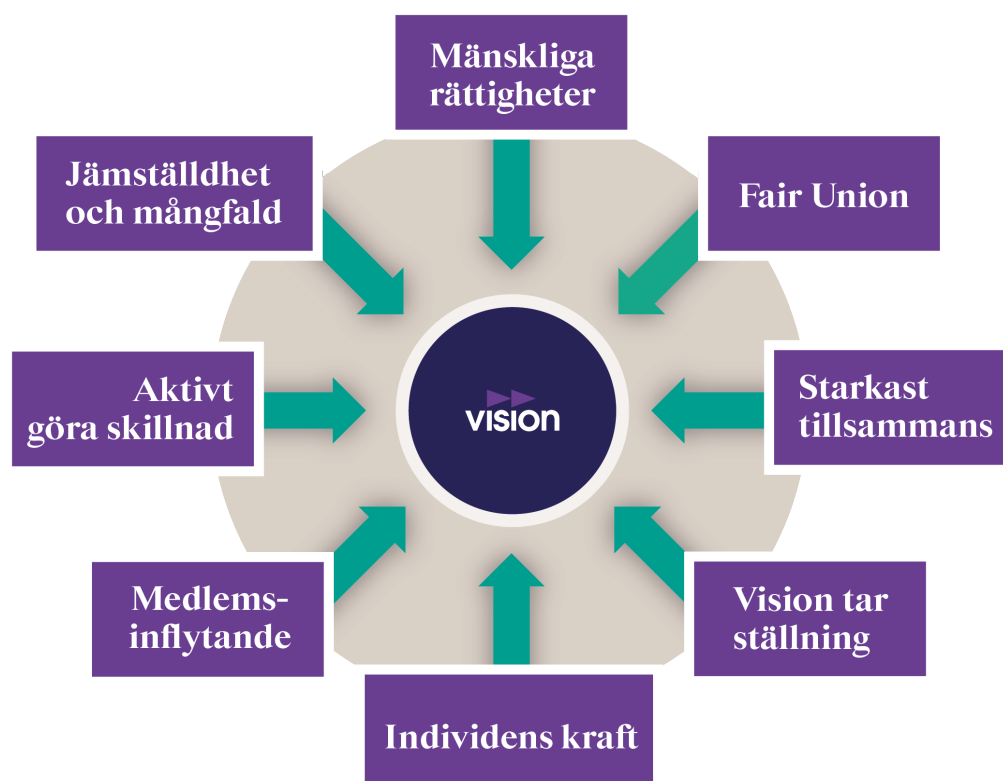 Mänskliga
rättigheter
Jämställdhet
och mångfald
Fair Union
Aktivt
göra skillnad
vision
Starkast
tillsammans
Medlems-
inflytande
Vision tar
ställning
Individens kraft